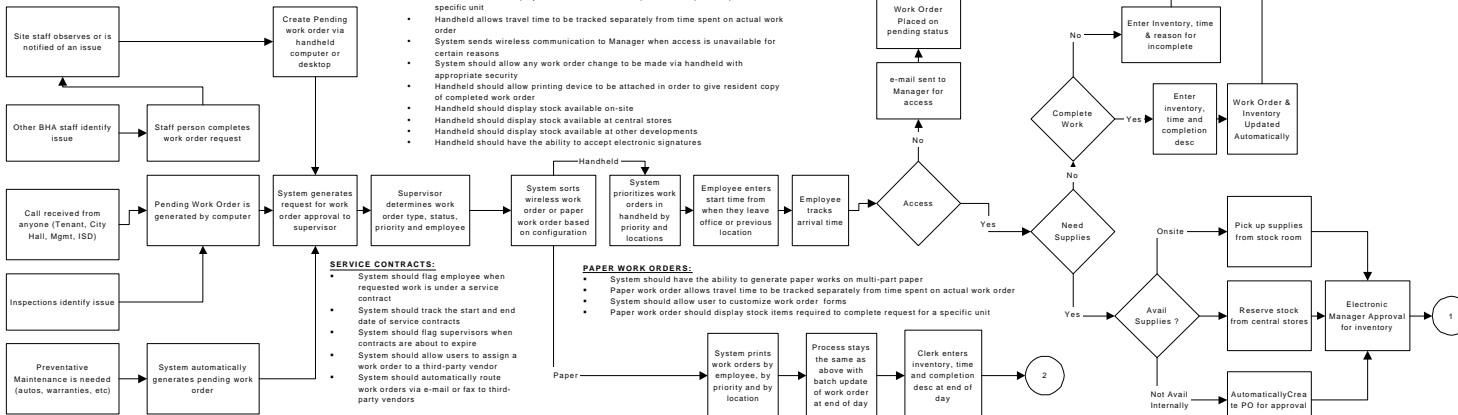 specific unit
Handheld allows travel time to be tracked separately from time spent on actual work
order
System sends wireless communication to Manager when access is unavailable for
certain reasons
System should allow any work order change to be made via handheld with
appropriate security
Handheld should allow printing device to be attached in order to give resident copy
of completed work order
Handheld should display stock available on-site
Handheld should display stock available at central stores
Handheld should display stock available at other developments
Handheld should have the ability to accept electronic signatures
Site staff observes or is
notified of an issue
Create Pending
work order via
handheld
computer or
desktop
Other BHA staff identify
issue
Staff person completes
work order request
Call received from
anyone (Tenant, City
Hall, Mgmt, ISD)
Pending Work Order is
generated by computer
System generates
request for work
order approval to
supervisor
Supervisor
determines work
order type, status,
priority and employee
System sorts
wireless work
order or paper
work order based
on configuration
Handheld
System
prioritizes work
orders in
handheld by
priority and
locations
Employee enters
start time from
when they leave
office or previous
location
Employee
tracks
arrival time
Access
No
e-mail sent to
Manager for
access
Work Order
Placed on
pending status
Yes
Need
Supplies
No
Complete
Work
No
Enter Inventory, time
& reason for
incomplete
Yes
Enter
inventory,
time and
completion
desc
Work Order &
Inventory
Updated
Automatically
Inspections identify issue
Preventative
Maintenance is needed
(autos, warranties, etc)
System automatically
generates pending work
order
SERVICE CONTRACTS:
System should flag employee when
requested work is under a service
contract
System should track the start and end
date of service contracts
System should flag supervisors when
contracts are about to expire
System should allow users to assign a
work order to a third-party vendor
System should automatically route
work orders via e-mail or fax to third-
party vendors
PAPER WORK ORDERS:
System should have the ability to generate paper works on multi-part paper
Paper work order allows travel time to be tracked separately from time spent on actual work order
System should allow user to customize work order forms
Paper work order should display stock items required to complete request for a specific unit
Paper
System prints
work orders by
employee, by
priority and by
location
Process stays
the same as
above with
batch update
of work order
at end of day
Clerk enters
inventory, time
and completion
desc at end of
day
2
Yes
Avail
Supplies ?
Onsite
Pick up supplies
from stock room
Reserve stock
from central stores
Not Avail
Internally
AutomaticallyCrea
te PO for approval
Electronic
Manager Approval
for inventory
1